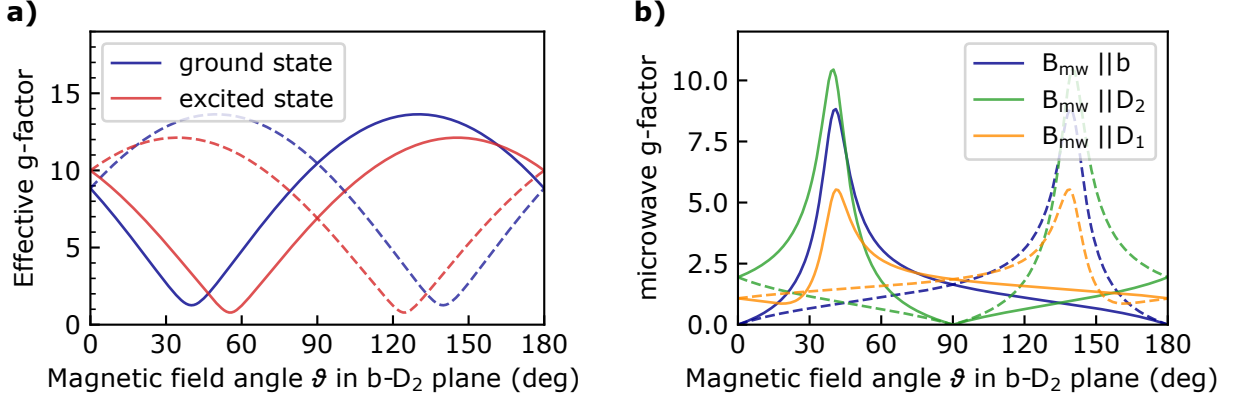 a)
Effective g-factor
15
10
5
0
ground state
excited state
0 30 60 90 120 150 180
Magnetic field angle ϑ in b-D₂ plane (deg)
b)
microwave g-factor
10.0
7.5
5.0
2.5
0.0
B_mw ||b
B_mw ||D₂
B_mw ||D₁
0 30 60 90 120 150 180
Magnetic field angle ϑ in b-D₂ plane (deg)